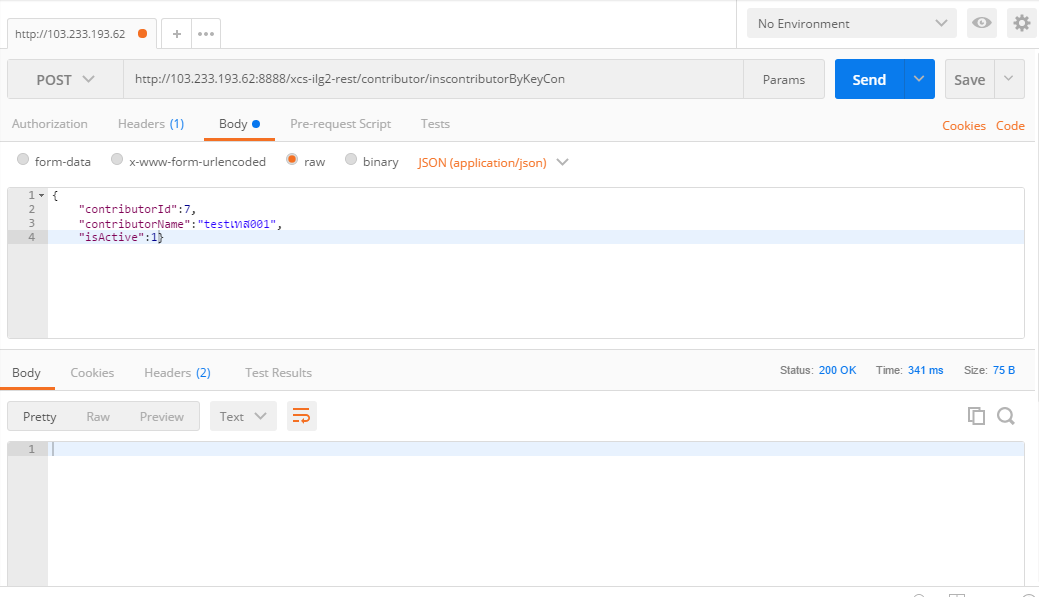 http://103.233.193.62 + ••• No Environment
POST http://103.233.193.62:8888/xcs-ilg2-rest/contributor/inscontributorByKeyCon Params Send Save
Authorization Headers (1) Body Pre-request Script Tests Cookies Code
form-data x-www-form-urlencoded raw binary JSON (application/json)
1 {
2 "contributorId":7,
3 "contributorName":"testเทส001",
4 "isActive":1}
Body Cookies Headers (2) Test Results Status: 200 OK Time: 341 ms Size: 75 B
Pretty Raw Preview Text
1